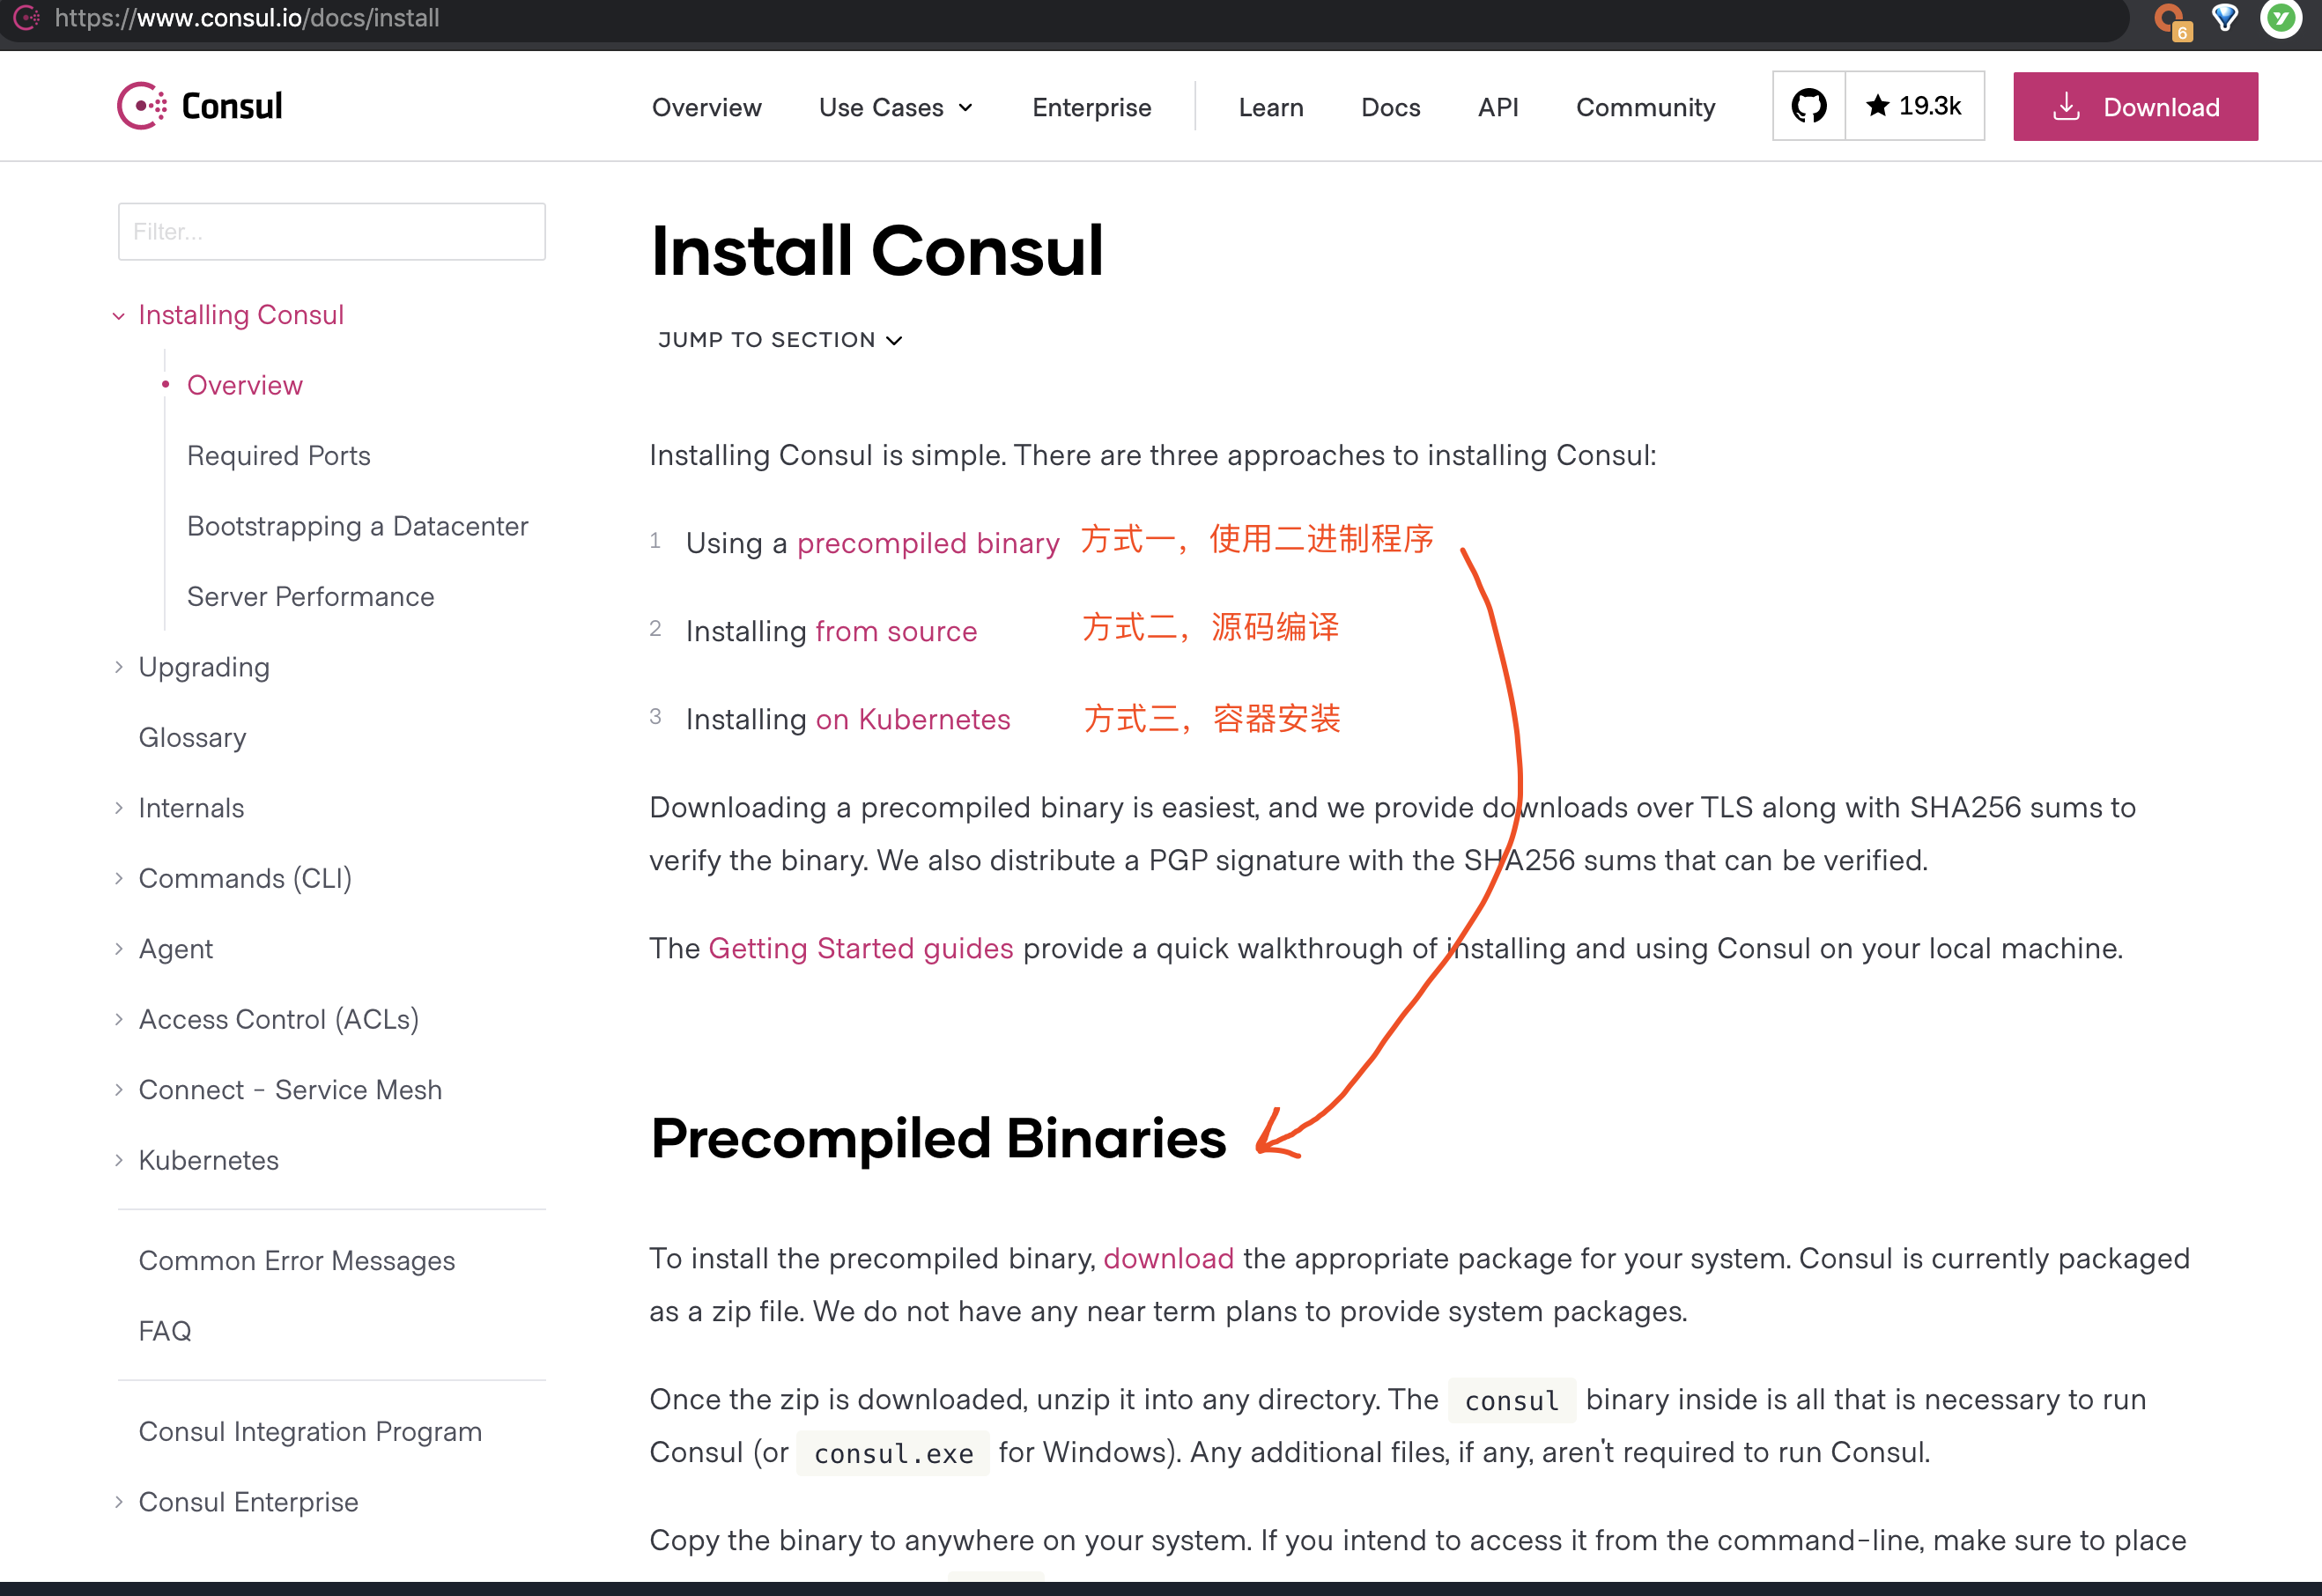 https://www.consul.io/docs/install
6
Consul
Overview Use Cases Enterprise Learn Docs API Community 19.3k Download
Filter...
Installing Consul
Overview
Required Ports
Bootstrapping a Datacenter
Server Performance
Upgrading
Glossary
Internals
Commands (CLI)
Agent
Access Control (ACLs)
Connect - Service Mesh
Kubernetes
Common Error Messages
FAQ
Consul Integration Program
Consul Enterprise
Install Consul
JUMP TO SECTION
Installing Consul is simple. There are three approaches to installing Consul:
1 Using a precompiled binary 方式一，使用二进制程序
2 Installing from source 方式二，源码编译
3 Installing on Kubernetes 方式三，容器安装
Downloading a precompiled binary is easiest, and we provide downloads over TLS along with SHA256 sums to
verify the binary. We also distribute a PGP signature with the SHA256 sums that can be verified.
The Getting Started guides provide a quick walkthrough of installing and using Consul on your local machine.
Precompiled Binaries
To install the precompiled binary, download the appropriate package for your system. Consul is currently packaged
as a zip file. We do not have any near term plans to provide system packages.
Once the zip is downloaded, unzip it into any directory. The consul binary inside is all that is necessary to run
Consul (or consul.exe for Windows). Any additional files, if any, aren't required to run Consul.
Copy the binary to anywhere on your system. If you intend to access it from the command-line, make sure to place